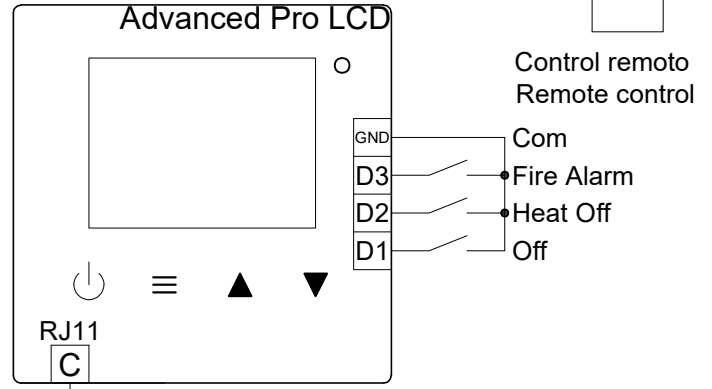 Advanced Pro LCD
Control remoto
Remote control
GND Com
D3 Fire Alarm
D2 Heat Off
D1 Off
RJ11
C